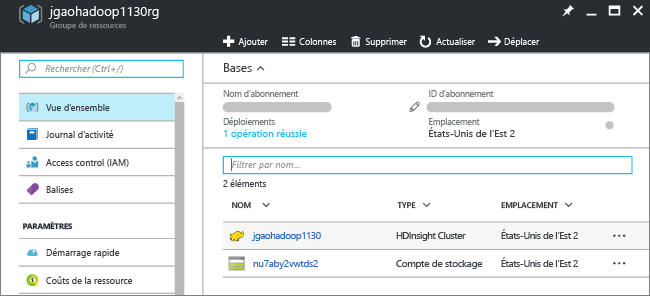 jgaohadoop1130rg
Groupe de ressources
Ajouter Colonnes Supprimer Actualiser Déplacer
Rechercher (Ctrl+/)
Vue d'ensemble
Journal d'activité
Access control (IAM)
Balises
PARAMÈTRES
Démarrage rapide
Coûts de la ressource
Bases
Nom d'abonnement ID d'abonnement
Déploiements Emplacement
1 opération réussie États-Unis de l'Est 2
Filtrer par nom...
2 éléments
NOM TYPE EMPLACEMENT
jgaohadoop1130 HDInsight Cluster États-Unis de l'Est 2 ...
nu7aby2vwtds2 Compte de stockage États-Unis de l'Est 2 ...